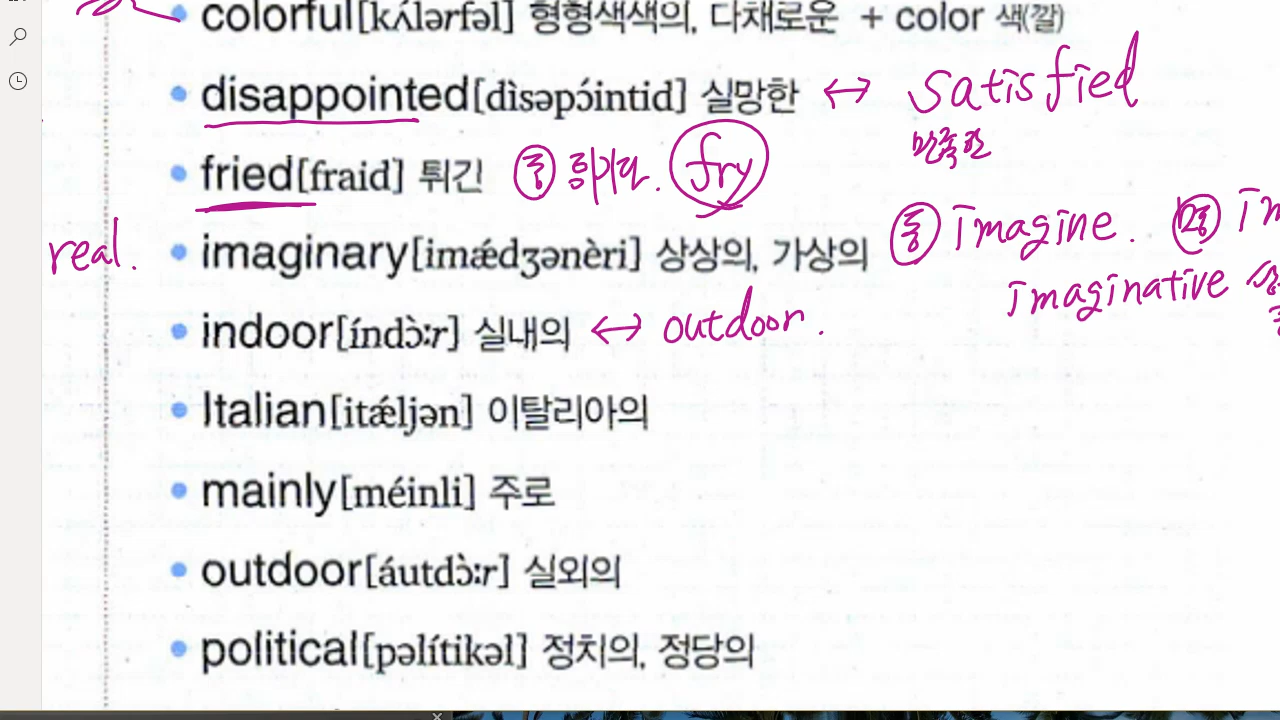 colorful[kʌ́lərfəl] 형형색색의, 다채로운 + color 색(깔)
disappointed[dìsəpɔ́intid] 실망한 ↔ satisfied
만족한
fried[fraid] 튀긴 동 튀기다. fry
real. imaginary[imǽdʒənèri] 상상의, 가상의 동 imagine. 명
imaginative
indoor[índɔ̀ːr] 실내의 ↔ outdoor.
Italian[itǽljən] 이탈리아의
mainly[méinli] 주로
outdoor[áutdɔ̀ːr] 실외의
political[pəlítikəl] 정치의, 정당의